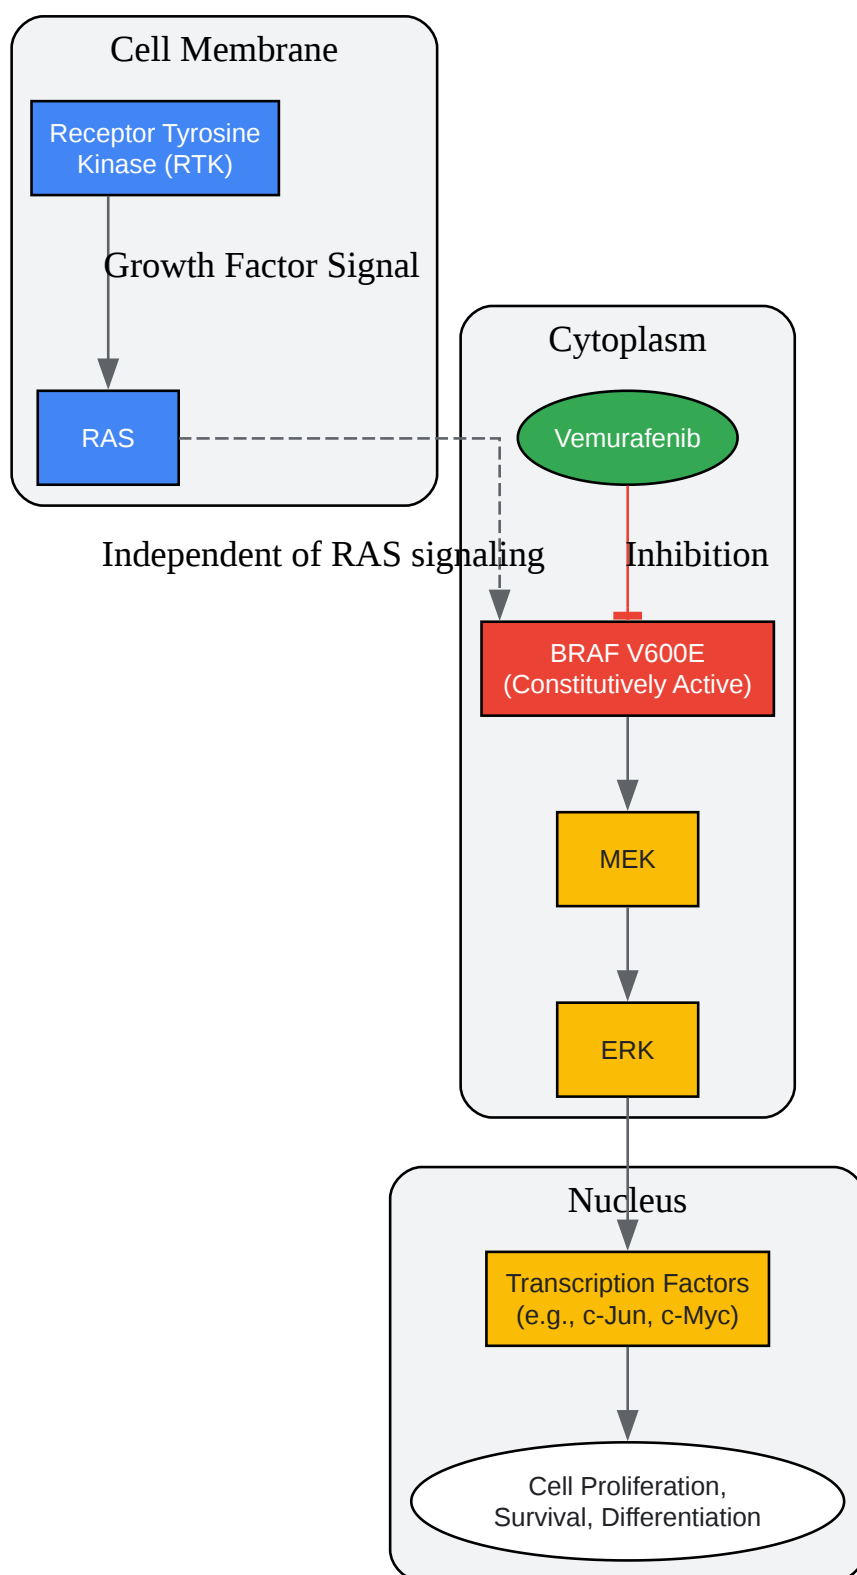 Cell Membrane
Receptor Tyrosine
Kinase (RTK)
Growth Factor Signal
RAS
Cytoplasm
Vemurafenib
Independent of RAS signaling
Inhibition
BRAF V600E
(Constitutively Active)
MEK
ERK
Nucleus
Transcription Factors
(e.g., c-Jun, c-Myc)
Cell Proliferation,
Survival, Differentiation